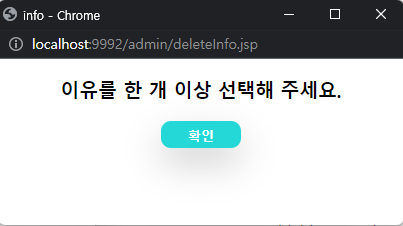 info - Chrome
localhost:9992/admin/deleteInfo.jsp
이유를 한 개 이상 선택해 주세요.
확인